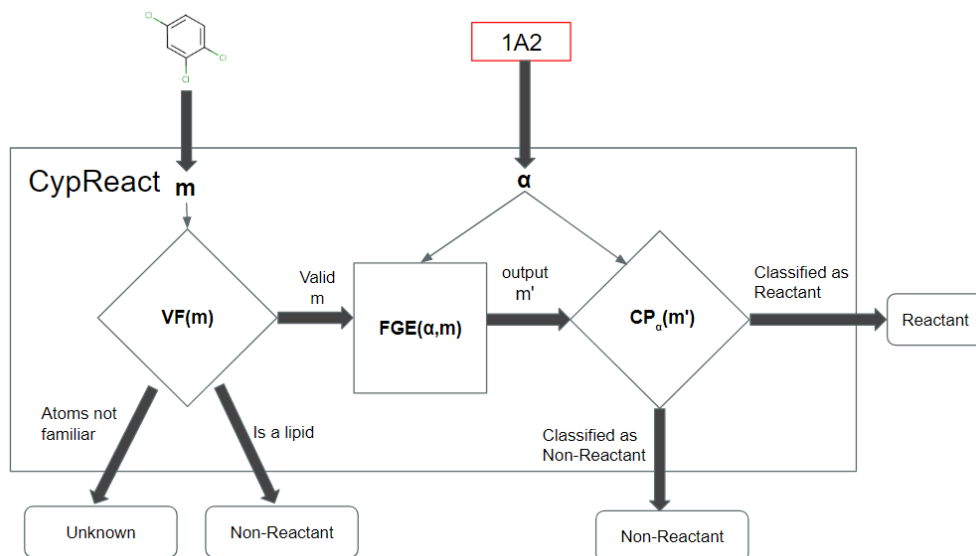 Cl
Cl
Cl
1A2
CypReact
m
α
VF(m)
Valid
m
FGE(α,m)
output
m'
CPα(m')
Classified as
Reactant
Reactant
Atoms not
familiar
Is a lipid
Classified as
Non-Reactant
Unknown
Non-Reactant
Non-Reactant